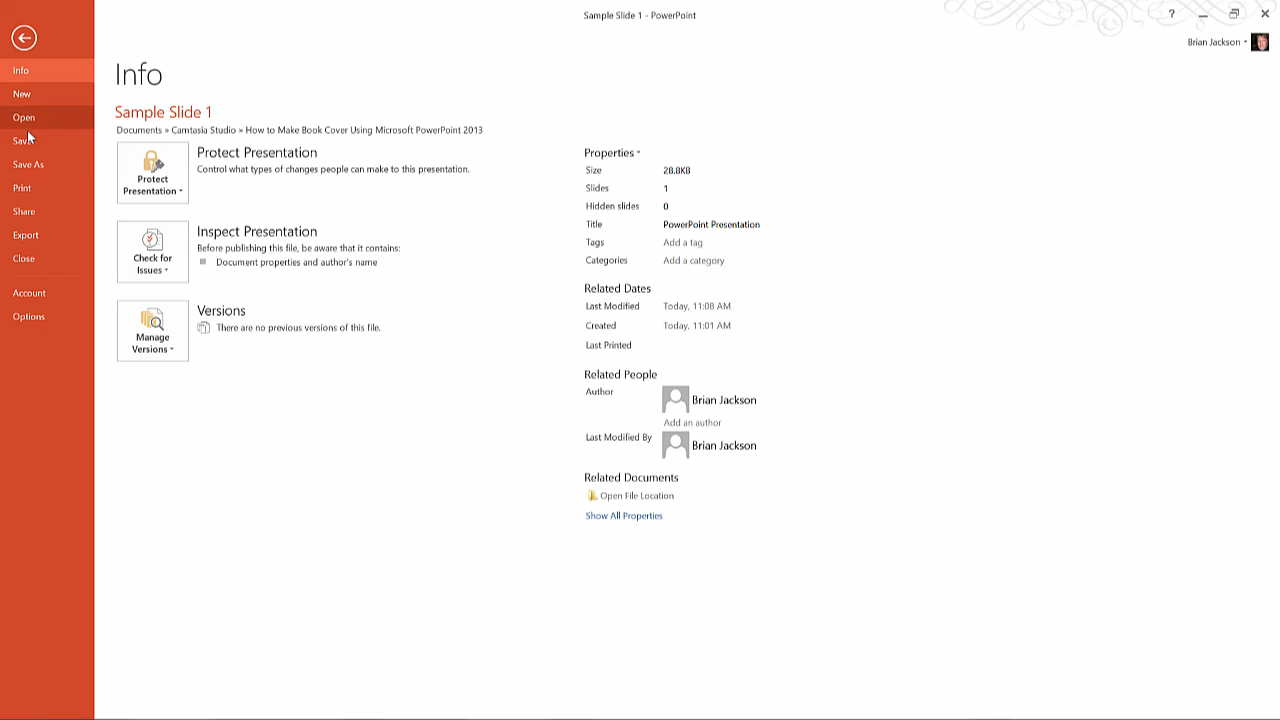 Sample Slide 1 - PowerPoint
?
Brian Jackson
Info
New
Open
Save
Save As
Print
Share
Export
Close
Account
Options
Info
Sample Slide 1
Documents » Camtasia Studio » How to Make Book Cover Using Microsoft PowerPoint 2013
Protect Presentation
Protect Presentation
Control what types of changes people can make to this presentation.
Check for Issues
Inspect Presentation
Before publishing this file, be aware that it contains:
Document properties and author's name
Manage Versions
Versions
There are no previous versions of this file.
Properties
Size 28.8KB
Slides 1
Hidden slides 0
Title PowerPoint Presentation
Tags Add a tag
Categories Add a category
Related Dates
Last Modified Today, 11:08 AM
Created Today, 11:01 AM
Last Printed
Related People
Author Brian Jackson
Add an author
Last Modified By Brian Jackson
Related Documents
Open File Location
Show All Properties